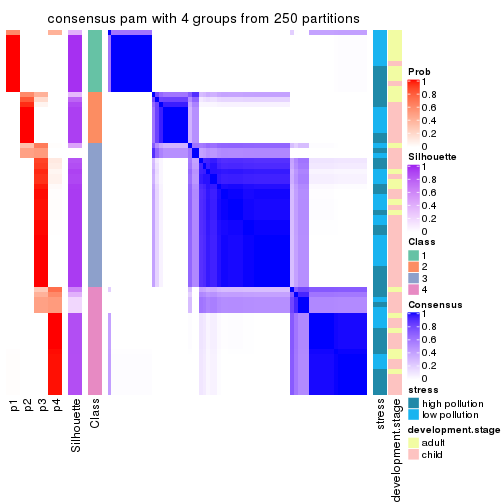 consensus pam with 4 groups from 250 partitions
p1
p2
p3
p4
Silhouette
Class
stress
development.stage
Prob
1
0.8
0.6
0.4
0.2
0
Silhouette
1
0.8
0.6
0.4
0.2
0
Class
1
2
3
4
Consensus
1
0.8
0.6
0.4
0.2
0
stress
high pollution
low pollution
development.stage
adult
child